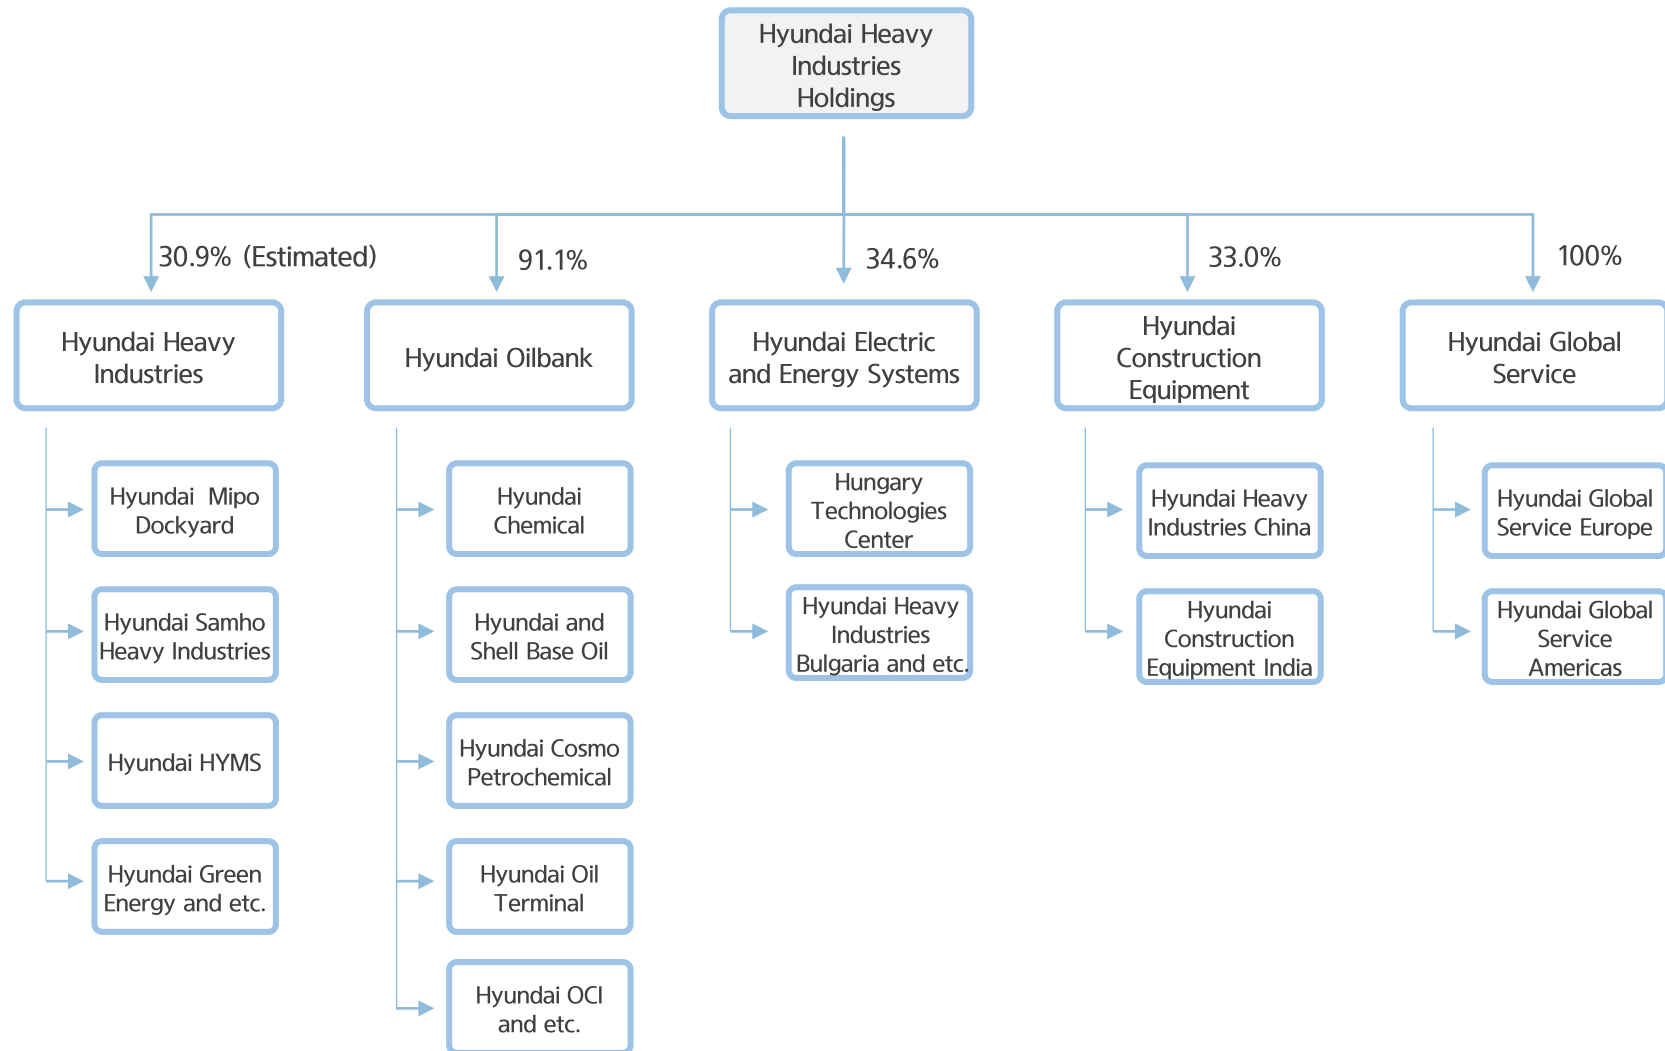 Hyundai Heavy
Industries
Holdings
30.9% (Estimated)
91.1%
34.6%
33.0%
100%
Hyundai Heavy
Industries
Hyundai Oilbank
Hyundai Electric
and Energy Systems
Hyundai
Construction
Equipment
Hyundai Global
Service
Hyundai Mipo
Dockyard
Hyundai Samho
Heavy Industries
Hyundai HYMS
Hyundai Green
Energy and etc.
Hyundai
Chemical
Hyundai and
Shell Base Oil
Hyundai Cosmo
Petrochemical
Hyundai Oil
Terminal
Hyundai OCI
and etc.
Hungary
Technologies
Center
Hyundai Heavy
Industries
Bulgaria and etc.
Hyundai Heavy
Industries China
Hyundai
Construction
Equipment India
Hyundai Global
Service Europe
Hyundai Global
Service
Americas